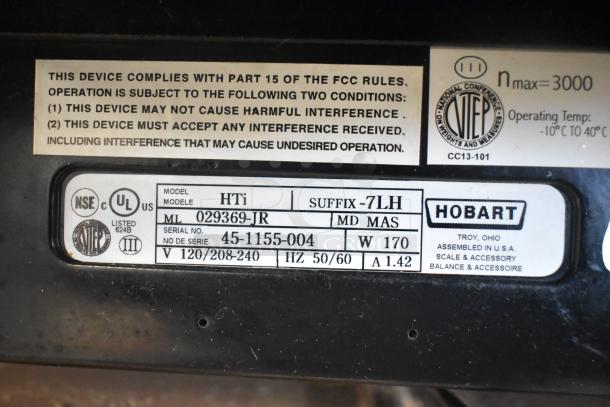 THIS DEVICE COMPLIES WITH PART 15 OF THE FCC RULES.
OPERATION IS SUBJECT TO THE FOLLOWING TWO CONDITIONS:
(1) THIS DEVICE MAY NOT CAUSE HARMFUL INTERFERENCE .
(2) THIS DEVICE MUST ACCEPT ANY INTERFERENCE RECEIVED,
INCLUDING INTERFERENCE THAT MAY CAUSE UNDESIRED OPERATION.
III
nmax=3000
NATIONAL CONFERENCE
ON WEIGHTS AND MEASURES
NTEP
CC13-101
Operating Temp:
-10°C TO 40°C
NSF
C UL US
LISTED
824B
NTEP
III
MODEL
MODELE
HTi
SUFFIX -7LH
ML 029369-JR
MD MAS
SERIAL NO.
NO DE SERIE
45-1155-004
W 170
V 120/208-240
HZ 50/60
A 1.42
HOBART
TROY, OHIO
ASSEMBLED IN U.S.A.
SCALE & ACCESSORY
BALANCE & ACCESSOIRE